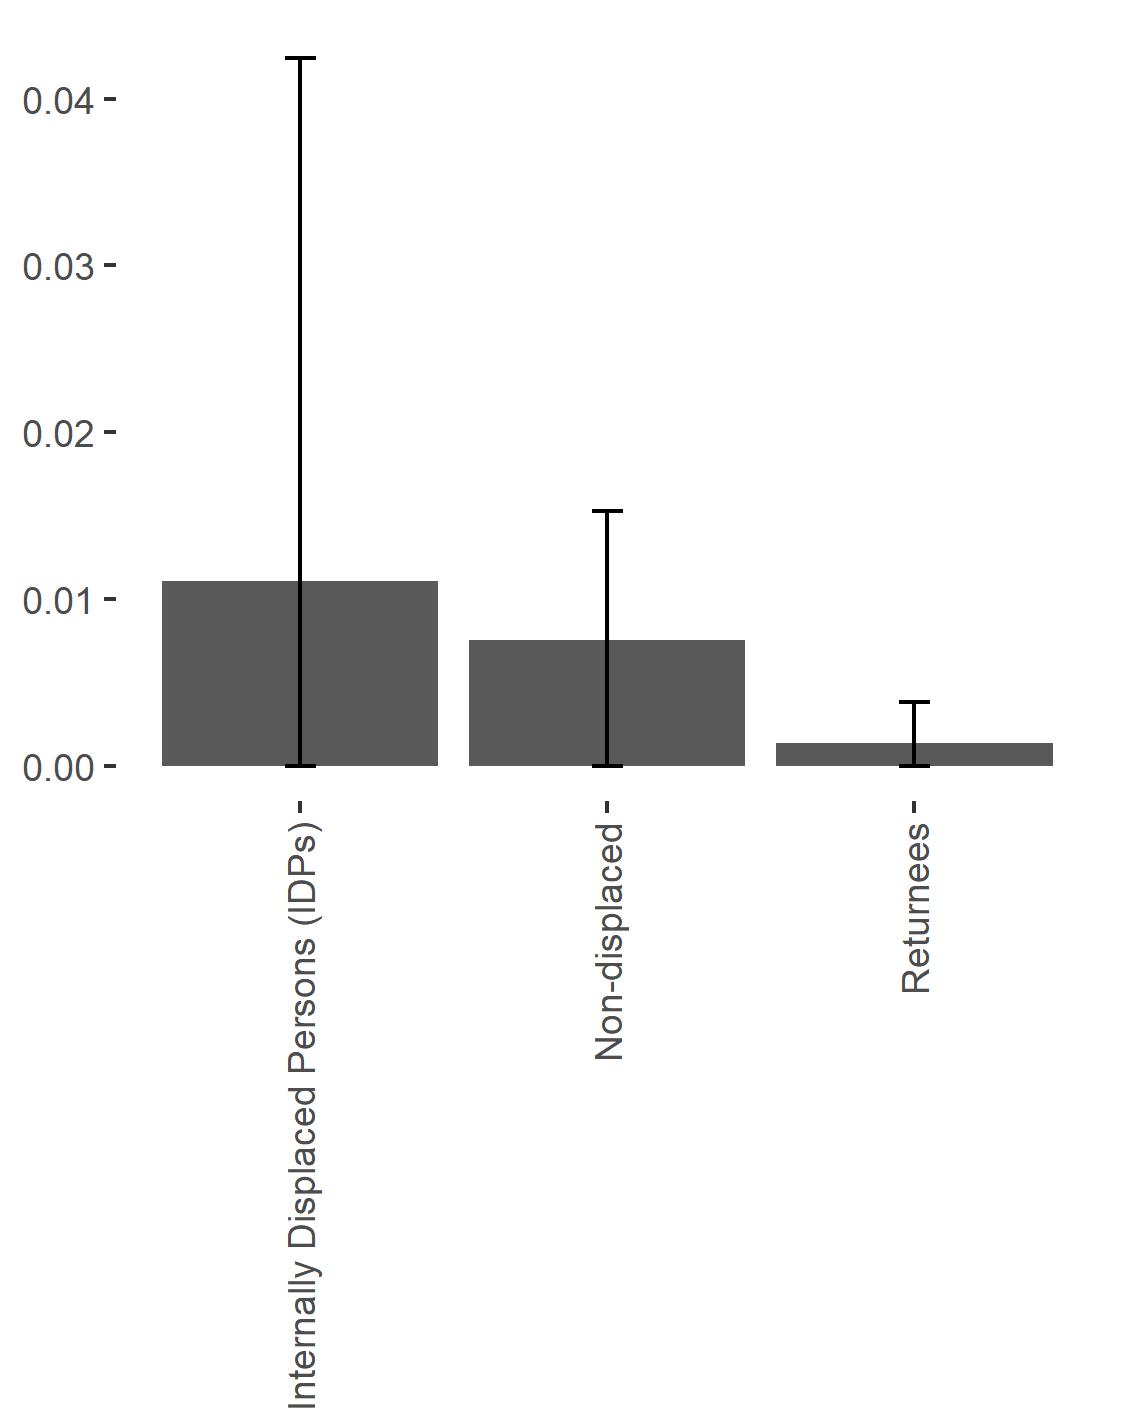 0.04
0.03
0.02
0.01
0.00
Internally Displaced Persons (IDPs)
Non-displaced
Returnees